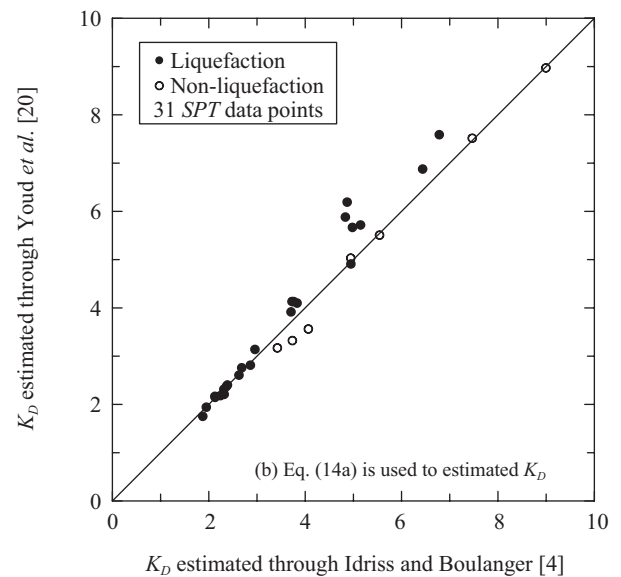 10
8
6
4
2
0
0
2
4
6
8
10
Liquefaction
Non-liquefaction
31 SPT data points
(b) Eq. (14a) is used to estimated K_D
K_D estimated through Youd et al. [20]
K_D estimated through Idriss and Boulanger [4]